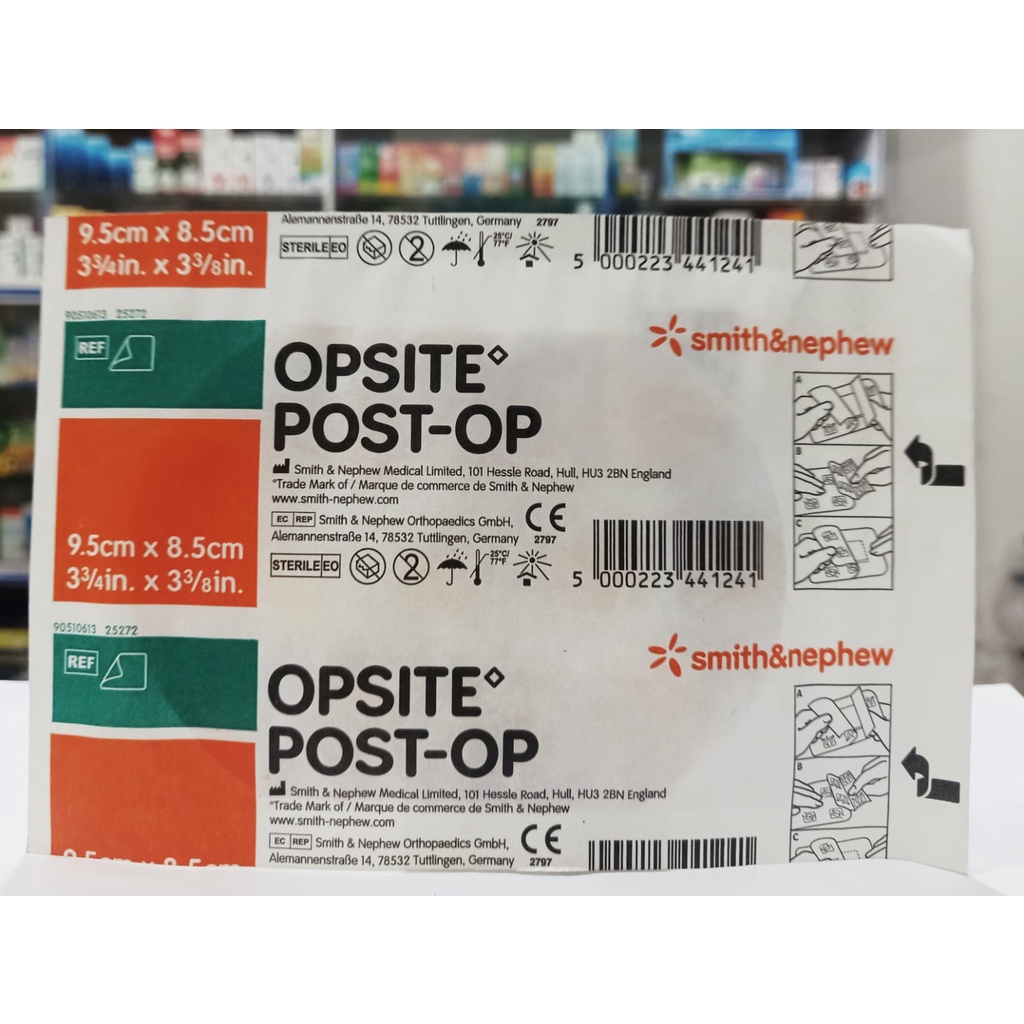 Alemannenstraße 14, 78532 Tuttlingen, Germany 2797
9.5cm x 8.5cm
3¾in. x 3⅜in.
STERILE EO
2
25°C/
77°F
5 000223 441241
90510613 25272
REF
OPSITE◊
POST-OP
smith&nephew
A
B
C
Smith & Nephew Medical Limited, 101 Hessle Road, Hull, HU3 2BN England
◊Trade Mark of / Marque de commerce de Smith & Nephew
www.smith-nephew.com
EC REP Smith & Nephew Orthopaedics GmbH,
Alemannenstraße 14, 78532 Tuttlingen, Germany
CE
2797
9.5cm x 8.5cm
3¾in. x 3⅜in.
STERILE EO
2
25°C/
77°F
5 000223 441241
90510613 25272
REF
OPSITE◊
POST-OP
smith&nephew
A
B
C
Smith & Nephew Medical Limited, 101 Hessle Road, Hull, HU3 2BN England
◊Trade Mark of / Marque de commerce de Smith & Nephew
www.smith-nephew.com
EC REP Smith & Nephew Orthopaedics GmbH,
Alemannenstraße 14, 78532 Tuttlingen, Germany
CE
2797
9.5cm x 8.5cm